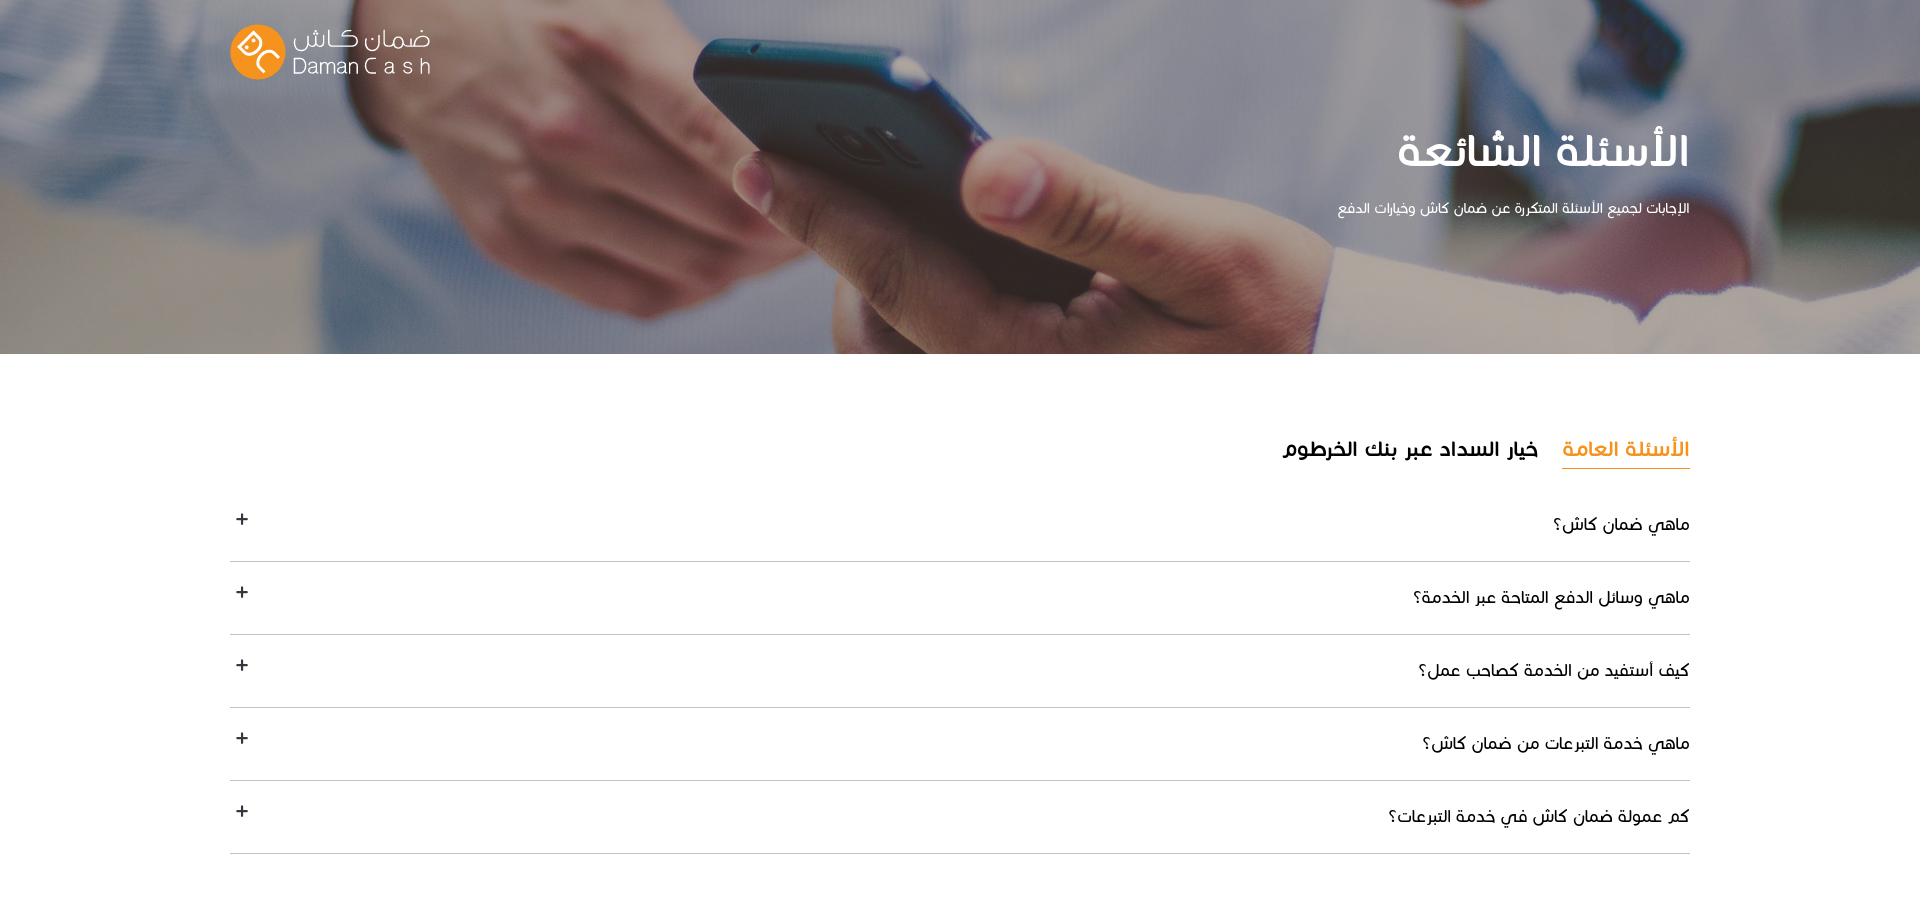 ضمان كاش
Daman Cash
الأسئلة الشائعة
الإجابات لجميع الأسئلة المتكررة عن ضمان كاش وخيارات الدفع
الأسئلة العامة
خيار السداد عبر بنك الخرطوم
ماهي ضمان كاش؟
ماهي وسائل الدفع المتاحة عبر الخدمة؟
كيف أستفيد من الخدمة كصاحب عمل؟
ماهي خدمة التبرعات من ضمان كاش؟
كم عمولة ضمان كاش في خدمة التبرعات؟